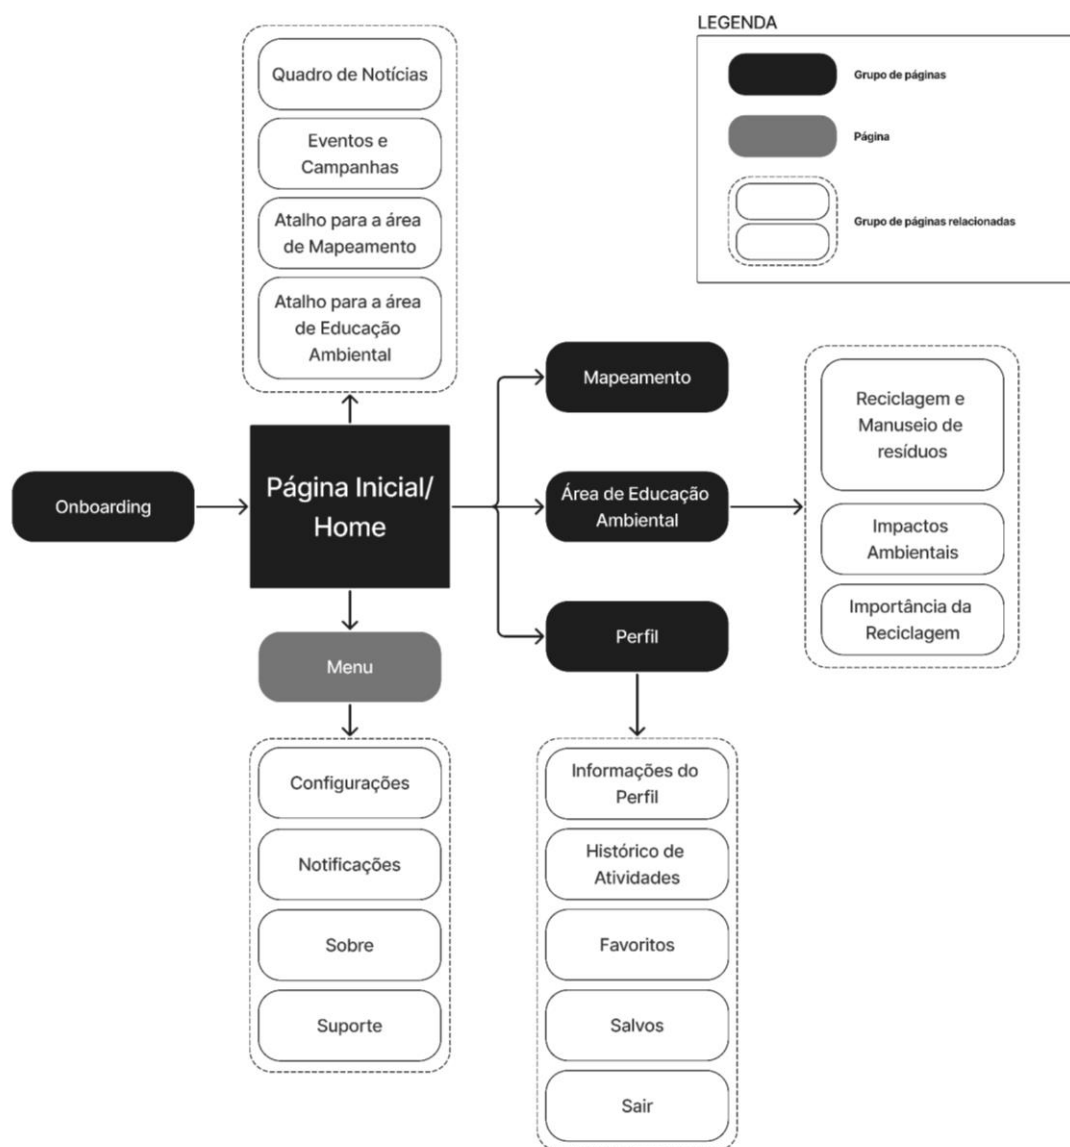 LEGENDA
Grupo de páginas
Página
Grupo de páginas relacionadas
Quadro de Notícias
Eventos e
Campanhas
Atalho para a área
de Mapeamento
Atalho para a área
de Educação
Ambiental
Onboarding
Página Inicial/
Home
Mapeamento
Área de Educação
Ambiental
Perfil
Reciclagem e
Manuseio de
resíduos
Impactos
Ambientais
Importância da
Reciclagem
Menu
Configurações
Notificações
Sobre
Suporte
Informações do
Perfil
Histórico de
Atividades
Favoritos
Salvos
Sair